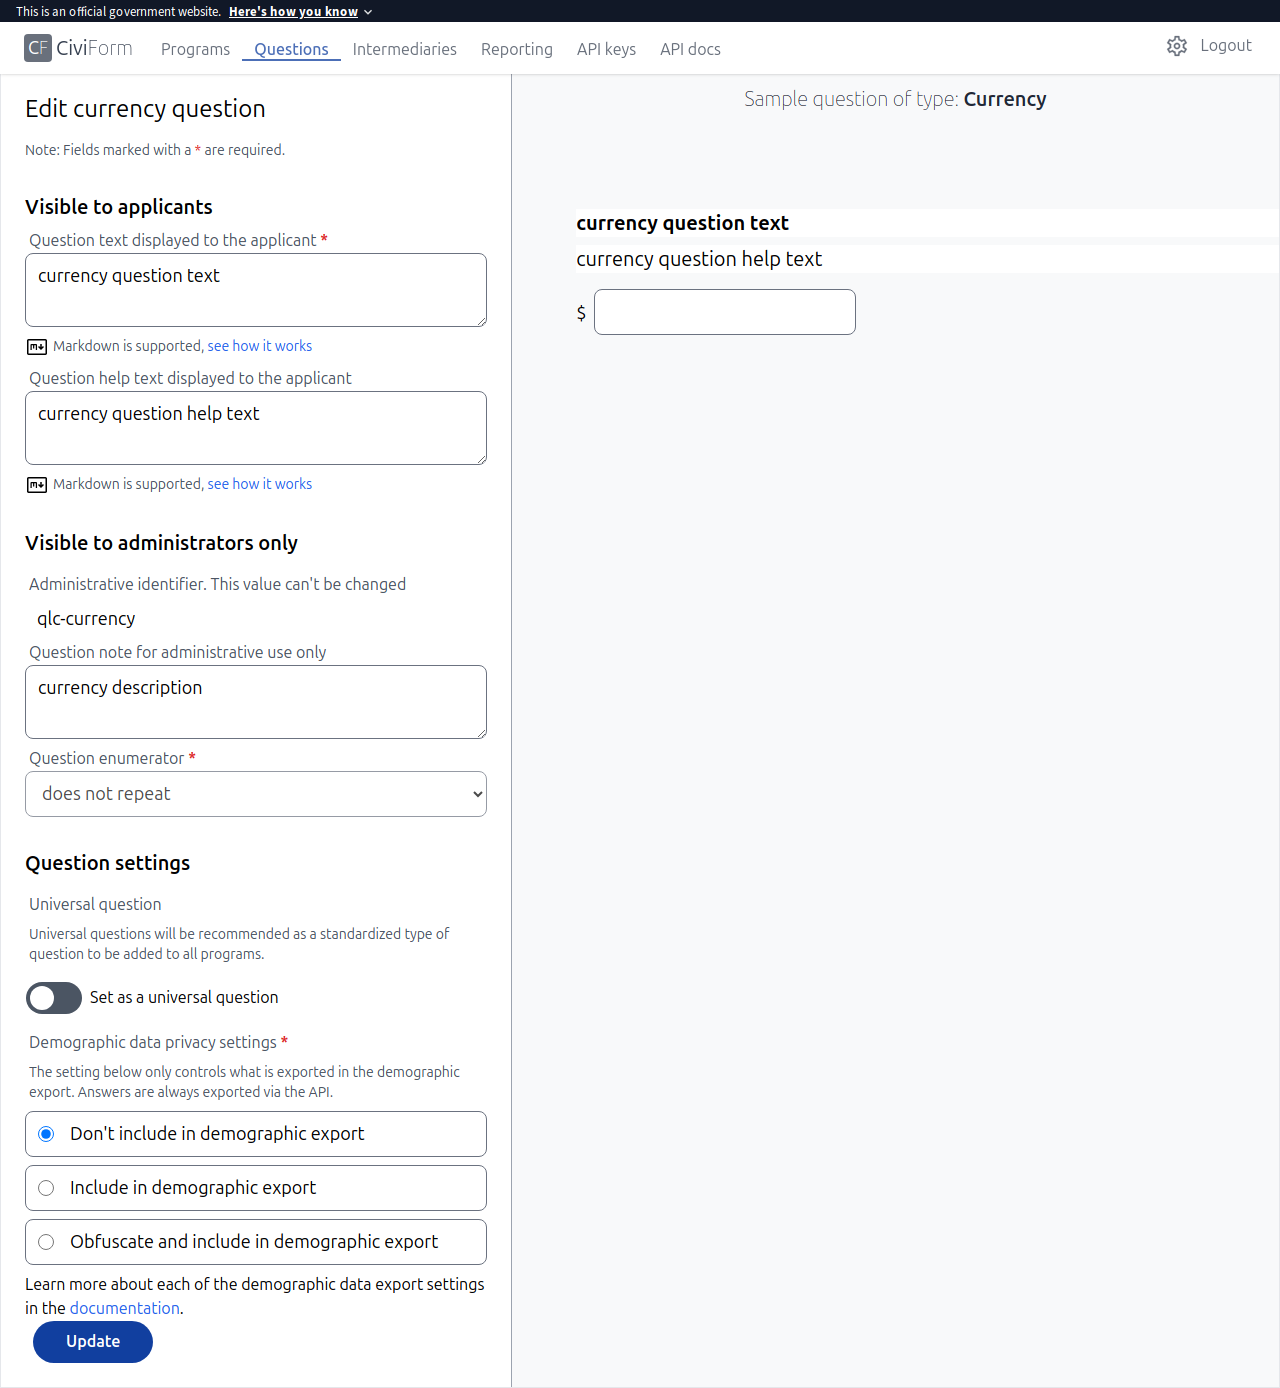 This is an official government website. Here's how you know
CF CiviForm Programs Questions Intermediaries Reporting API keys API docs Logout
Edit currency question
Note: Fields marked with a * are required.
Visible to applicants
Question text displayed to the applicant *
currency question text
Markdown is supported, see how it works
Question help text displayed to the applicant
currency question help text
Markdown is supported, see how it works
Visible to administrators only
Administrative identifier. This value can't be changed
qlc-currency
Question note for administrative use only
currency description
Question enumerator *
does not repeat
Question settings
Universal question
Universal questions will be recommended as a standardized type of
question to be added to all programs.
Set as a universal question
Demographic data privacy settings *
The setting below only controls what is exported in the demographic
export. Answers are always exported via the API.
Don't include in demographic export
Include in demographic export
Obfuscate and include in demographic export
Learn more about each of the demographic data export settings
in the documentation.
Update
Sample question of type: Currency
currency question text
currency question help text
$